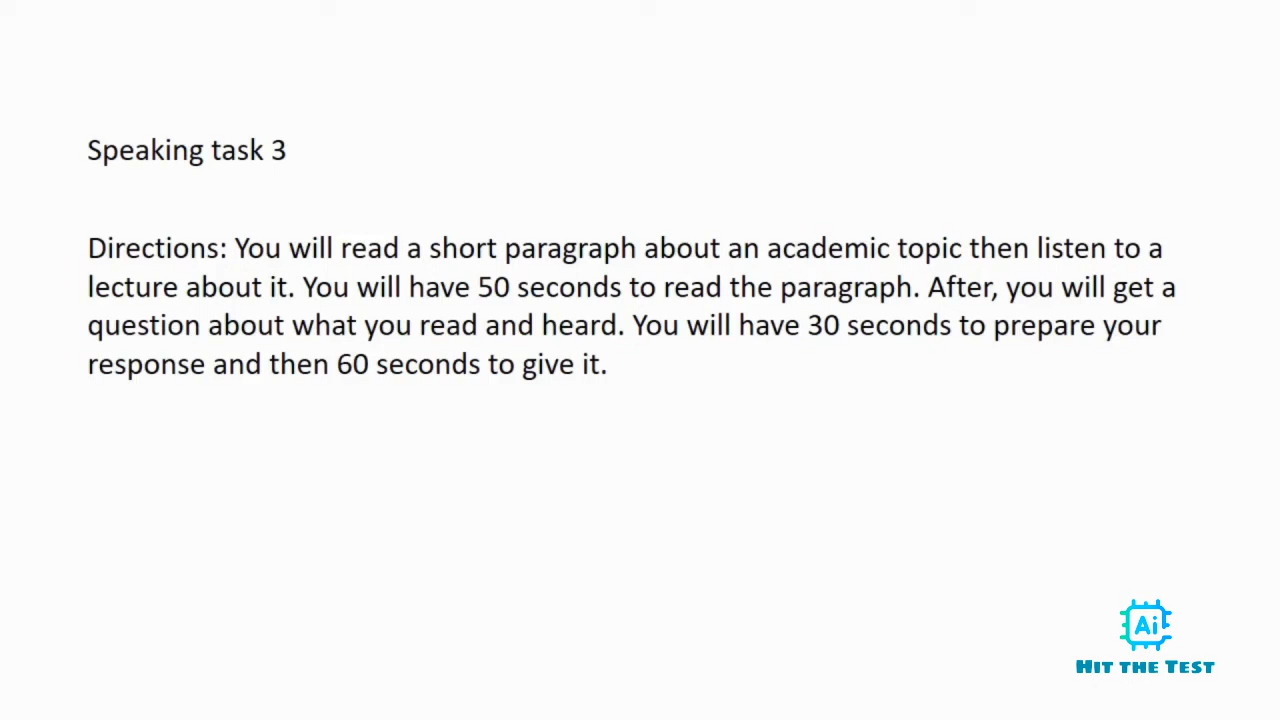 Speaking task 3
Directions: You will read a short paragraph about an academic topic then listen to a
lecture about it. You will have 50 seconds to read the paragraph. After, you will get a
question about what you read and heard. You will have 30 seconds to prepare your
response and then 60 seconds to give it.
Ai
Hit the Test